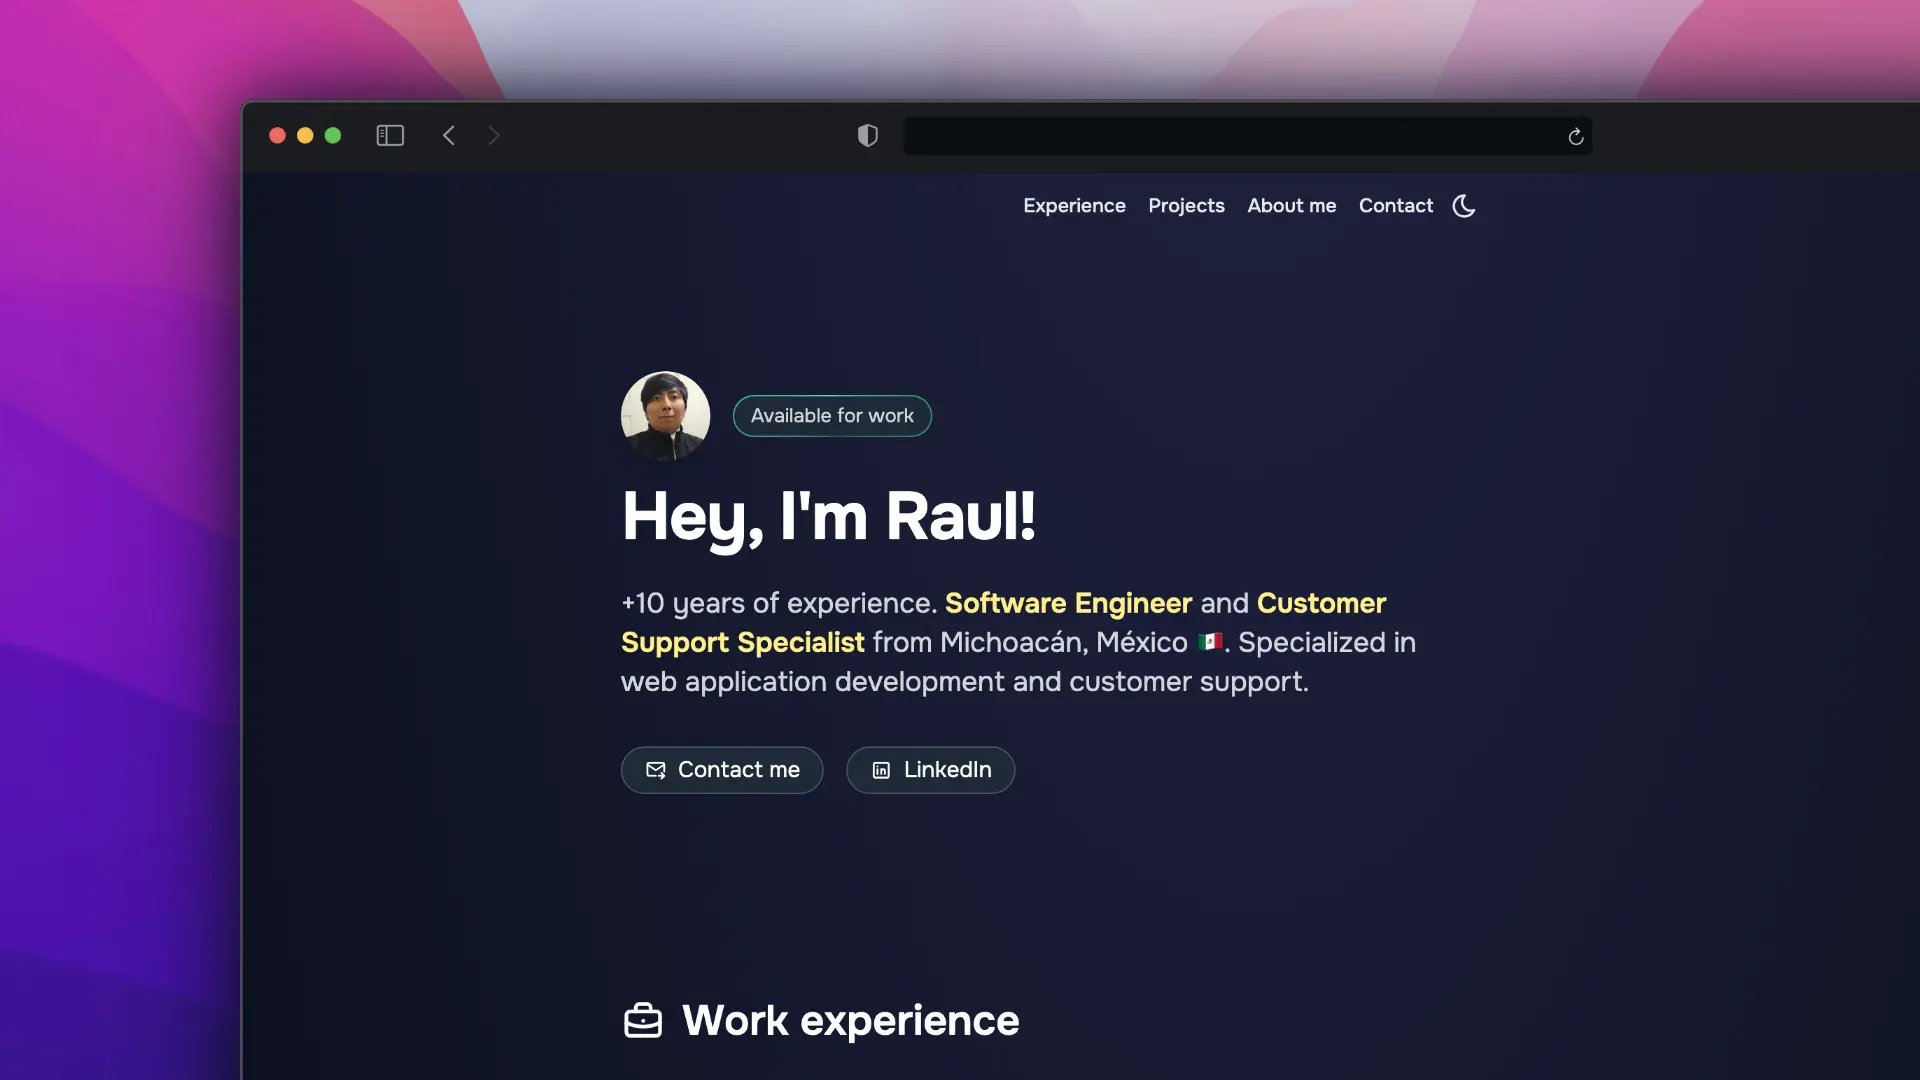 Experience Projects About me Contact
Available for work
Hey, I'm Raul!
+10 years of experience. Software Engineer and Customer
Support Specialist from Michoacán, México 🇲🇽. Specialized in
web application development and customer support.
Contact me LinkedIn
Work experience